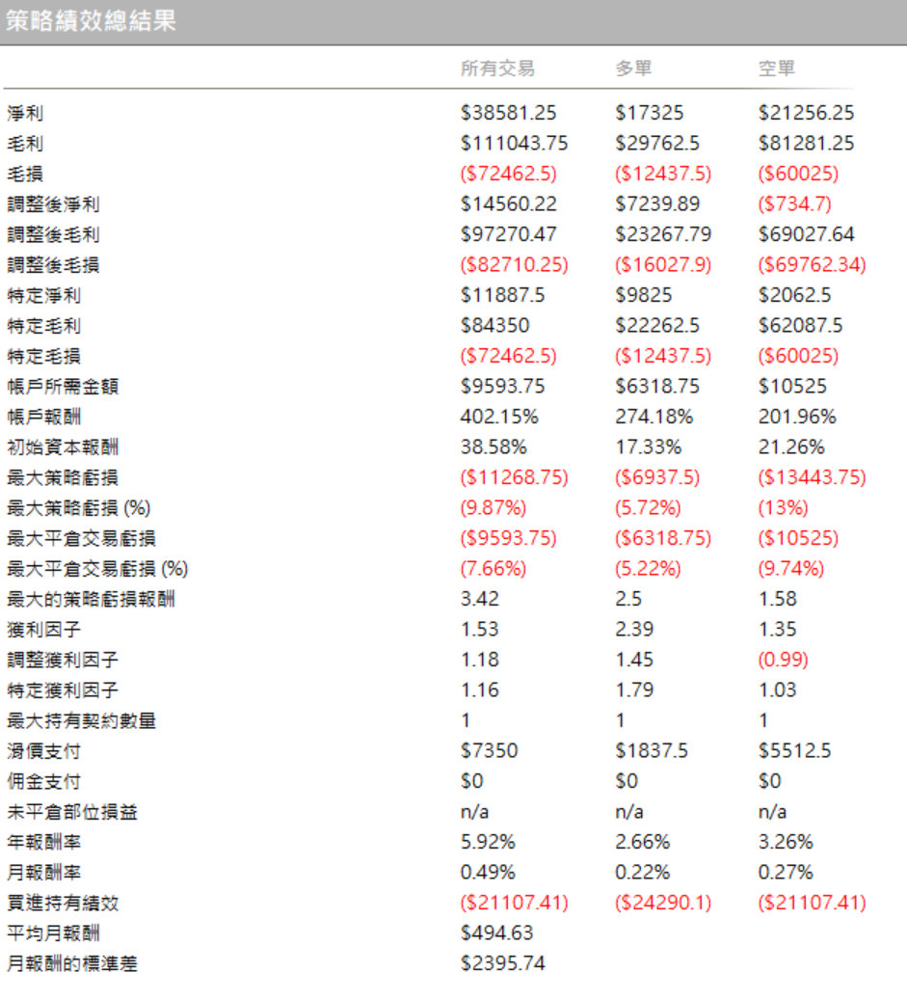 策略績效總結果
所有交易 多單 空單
淨利 $38581.25 $17325 $21256.25
毛利 $111043.75 $29762.5 $81281.25
毛損 ($72462.5) ($12437.5) ($60025)
調整後淨利 $14560.22 $7239.89 ($734.7)
調整後毛利 $97270.47 $23267.79 $69027.64
調整後毛損 ($82710.25) ($16027.9) ($69762.34)
特定淨利 $11887.5 $9825 $2062.5
特定毛利 $84350 $22262.5 $62087.5
特定毛損 ($72462.5) ($12437.5) ($60025)
帳戶所需金額 $9593.75 $6318.75 $10525
帳戶報酬 402.15% 274.18% 201.96%
初始資本報酬 38.58% 17.33% 21.26%
最大策略虧損 ($11268.75) ($6937.5) ($13443.75)
最大策略虧損 (%) (9.87%) (5.72%) (13%)
最大平倉交易虧損 ($9593.75) ($6318.75) ($10525)
最大平倉交易虧損 (%) (7.66%) (5.22%) (9.74%)
最大的策略虧損報酬 3.42 2.5 1.58
獲利因子 1.53 2.39 1.35
調整獲利因子 1.18 1.45 (0.99)
特定獲利因子 1.16 1.79 1.03
最大持有契約數量 1 1 1
滑價支付 $7350 $1837.5 $5512.5
佣金支付 $0 $0 $0
未平倉部位損益 n/a n/a n/a
年報酬率 5.92% 2.66% 3.26%
月報酬率 0.49% 0.22% 0.27%
買進持有績效 ($21107.41) ($24290.1) ($21107.41)
平均月報酬 $494.63
月報酬的標準差 $2395.74